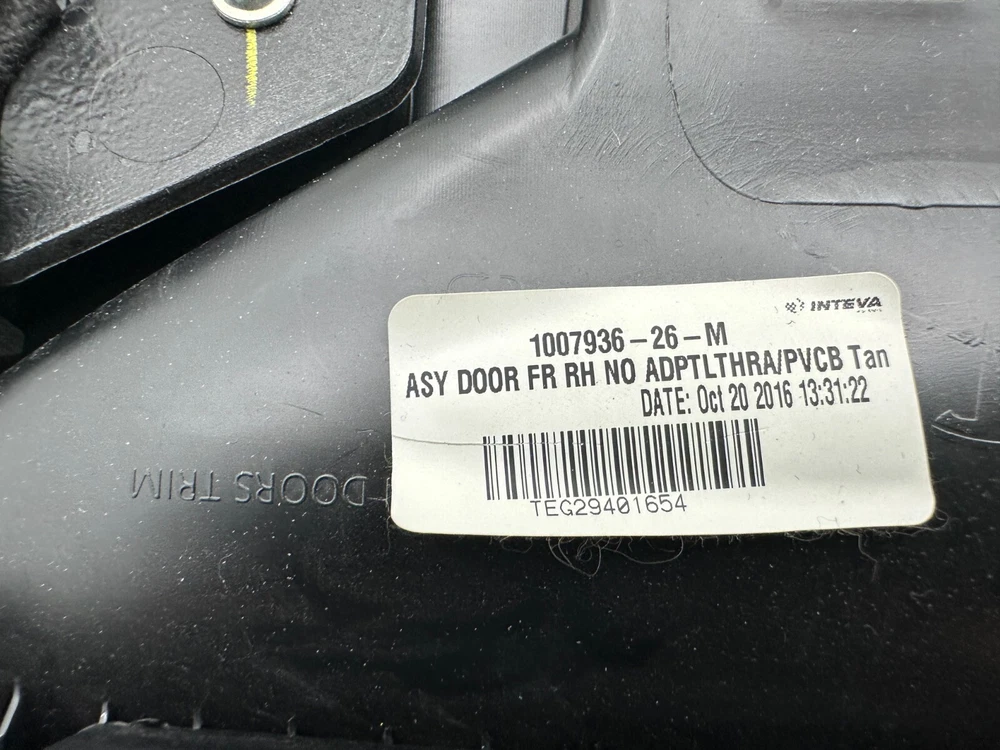 INTEVA
1007936-26-M
ASY DOOR FR RH NO ADPTLTHRA/PVCB Tan
DATE: Oct 20 2016 13:31:22
TEG29401654
DOORS TRIM